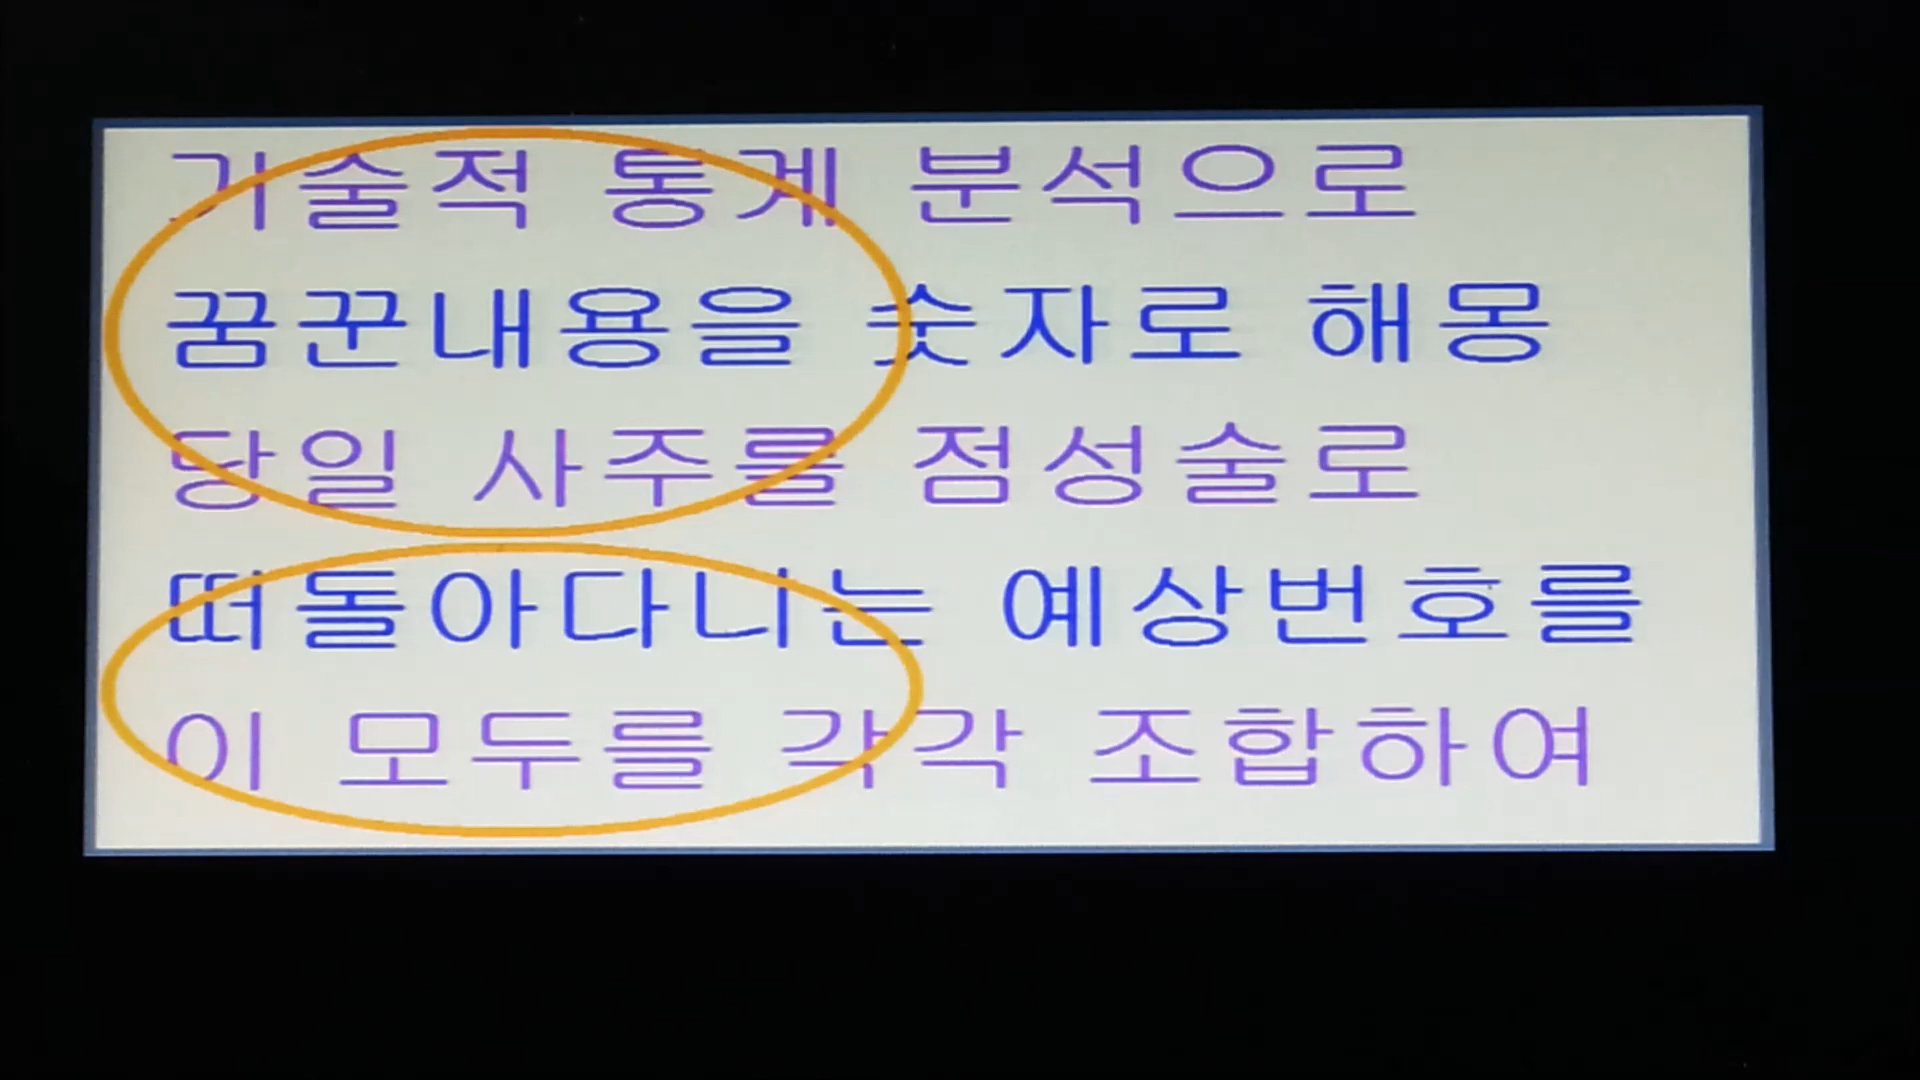 기술적 통계 분석으로
꿈꾼내용을 숫자로 해몽
당일 사주를 점성술로
떠돌아다니는 예상번호를
이 모두를 각각 조합하여